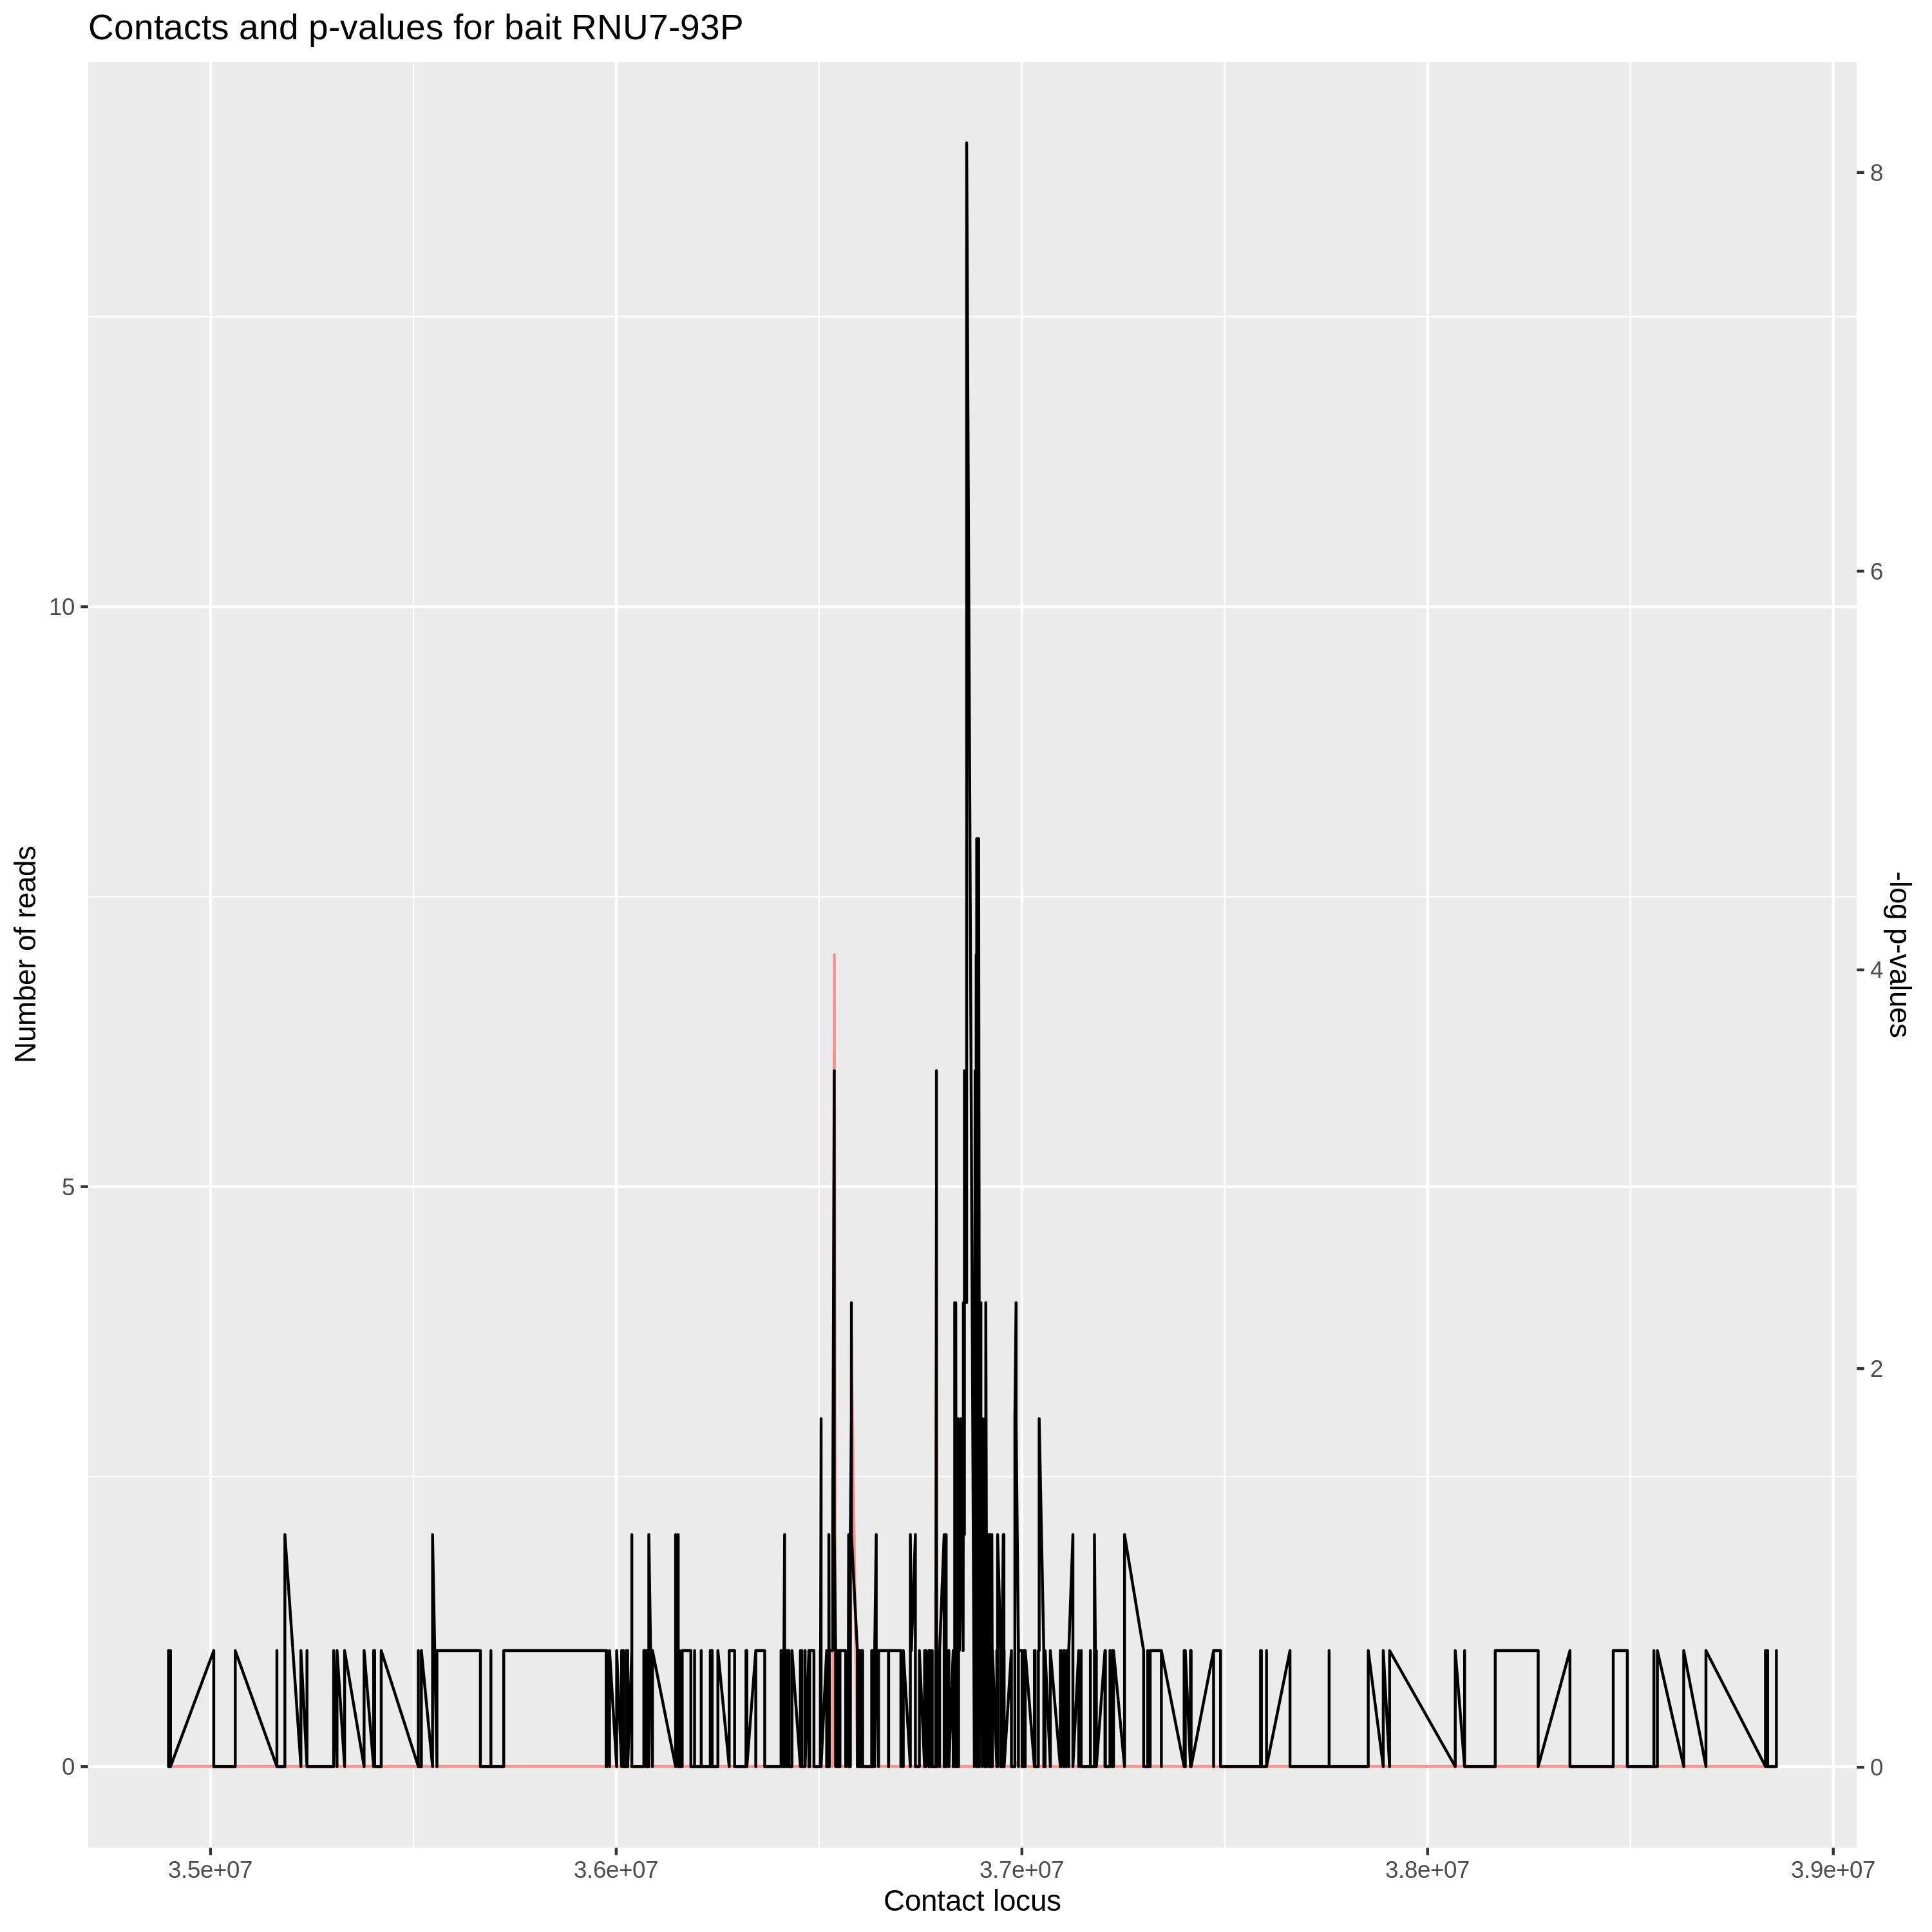 Contacts and p-values for bait RNU7-93P
Number of reads
10
5
0
8
6
4
2
0
-log p-values
3.5e+07
3.6e+07
3.7e+07
3.8e+07
3.9e+07
Contact locus